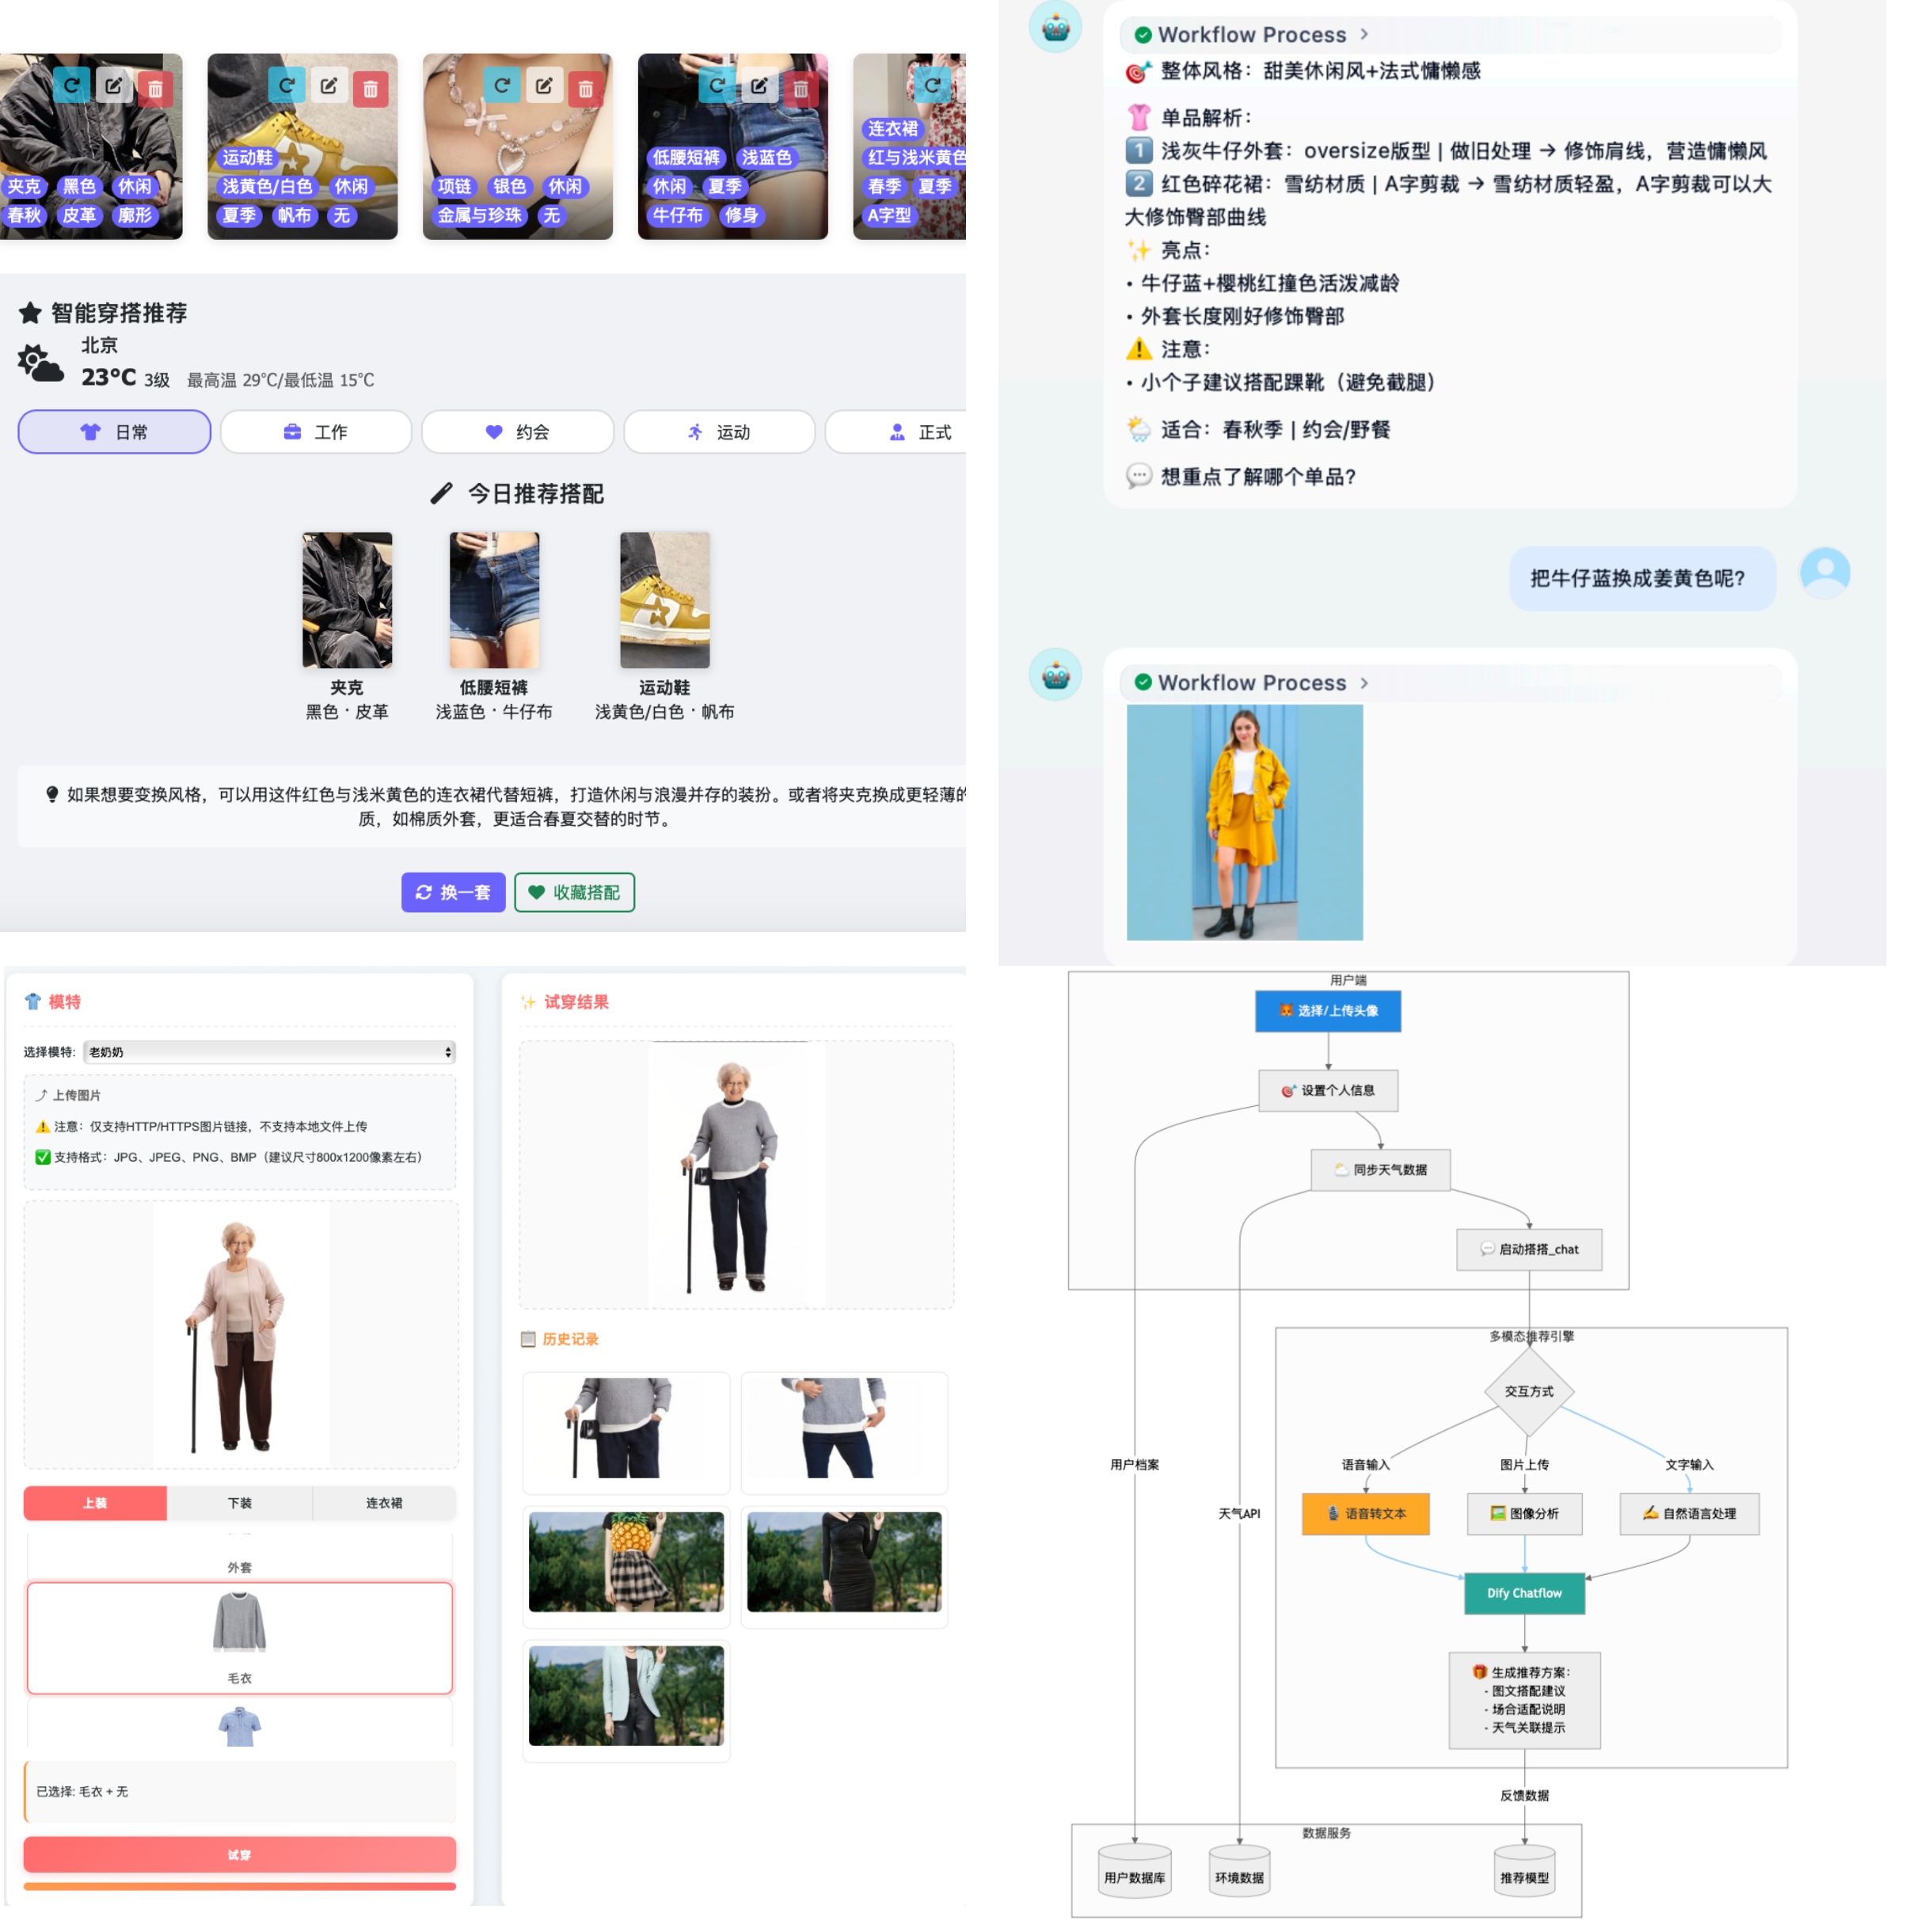 夹克 黑色 休闲
春秋 皮革 廓形
运动鞋
浅黄色/白色 休闲
夏季 帆布 无
项链 银色 休闲
金属与珍珠 无
低腰短裤 浅蓝色
休闲 夏季
牛仔布 修身
连衣裙
红与浅米黄色
春季 夏季
A字型
智能穿搭推荐
北京
23°C 3级 最高温 29°C/最低温 15°C
日常 工作 约会 运动 正式
今日推荐搭配
夹克
黑色 · 皮革
低腰短裤
浅蓝色 · 牛仔布
运动鞋
浅黄色/白色 · 帆布
如果想要变换风格，可以用这件红色与浅米黄色的连衣裙代替短裤，打造休闲与浪漫并存的装扮。或者将夹克换成更轻薄的
质，如棉质外套，更适合春夏交替的时节。
换一套 收藏搭配
Workflow Process >
🎯 整体风格：甜美休闲风+法式慵懒感
👚 单品解析：
1️⃣ 浅灰牛仔外套：oversize版型 | 做旧处理 → 修饰肩线，营造慵懒风
2️⃣ 红色碎花裙：雪纺材质 | A字剪裁 → 雪纺材质轻盈，A字剪裁可以大
大修饰臀部曲线
✨ 亮点：
• 牛仔蓝+樱桃红撞色活泼减龄
• 外套长度刚好修饰臀部
⚠️ 注意：
• 小个子建议搭配踝靴（避免截腿）
🌦️ 适合：春秋季 | 约会/野餐
💬 想重点了解哪个单品？
把牛仔蓝换成姜黄色呢？
Workflow Process >
模特
选择模特: 老奶奶
上传图片
⚠️ 注意：仅支持HTTP/HTTPS图片链接，不支持本地文件上传
✅ 支持格式：JPG、JPEG、PNG、BMP（建议尺寸800x1200像素左右）
上装 下装 连衣裙
外套
毛衣
已选择: 毛衣 + 无
试穿
✨ 试穿结果
历史记录
用户端
选择/上传头像
设置个人信息
同步天气数据
启动搭搭_chat
多模态推荐引擎
交互方式
用户档案
天气API
语音输入 图片上传 文字输入
语音转文本 图像分析 自然语言处理
Dify Chatflow
生成推荐方案：
- 图文搭配建议
- 场合适配说明
- 天气关联提示
反馈数据
数据服务
用户数据库 环境数据 推荐模型